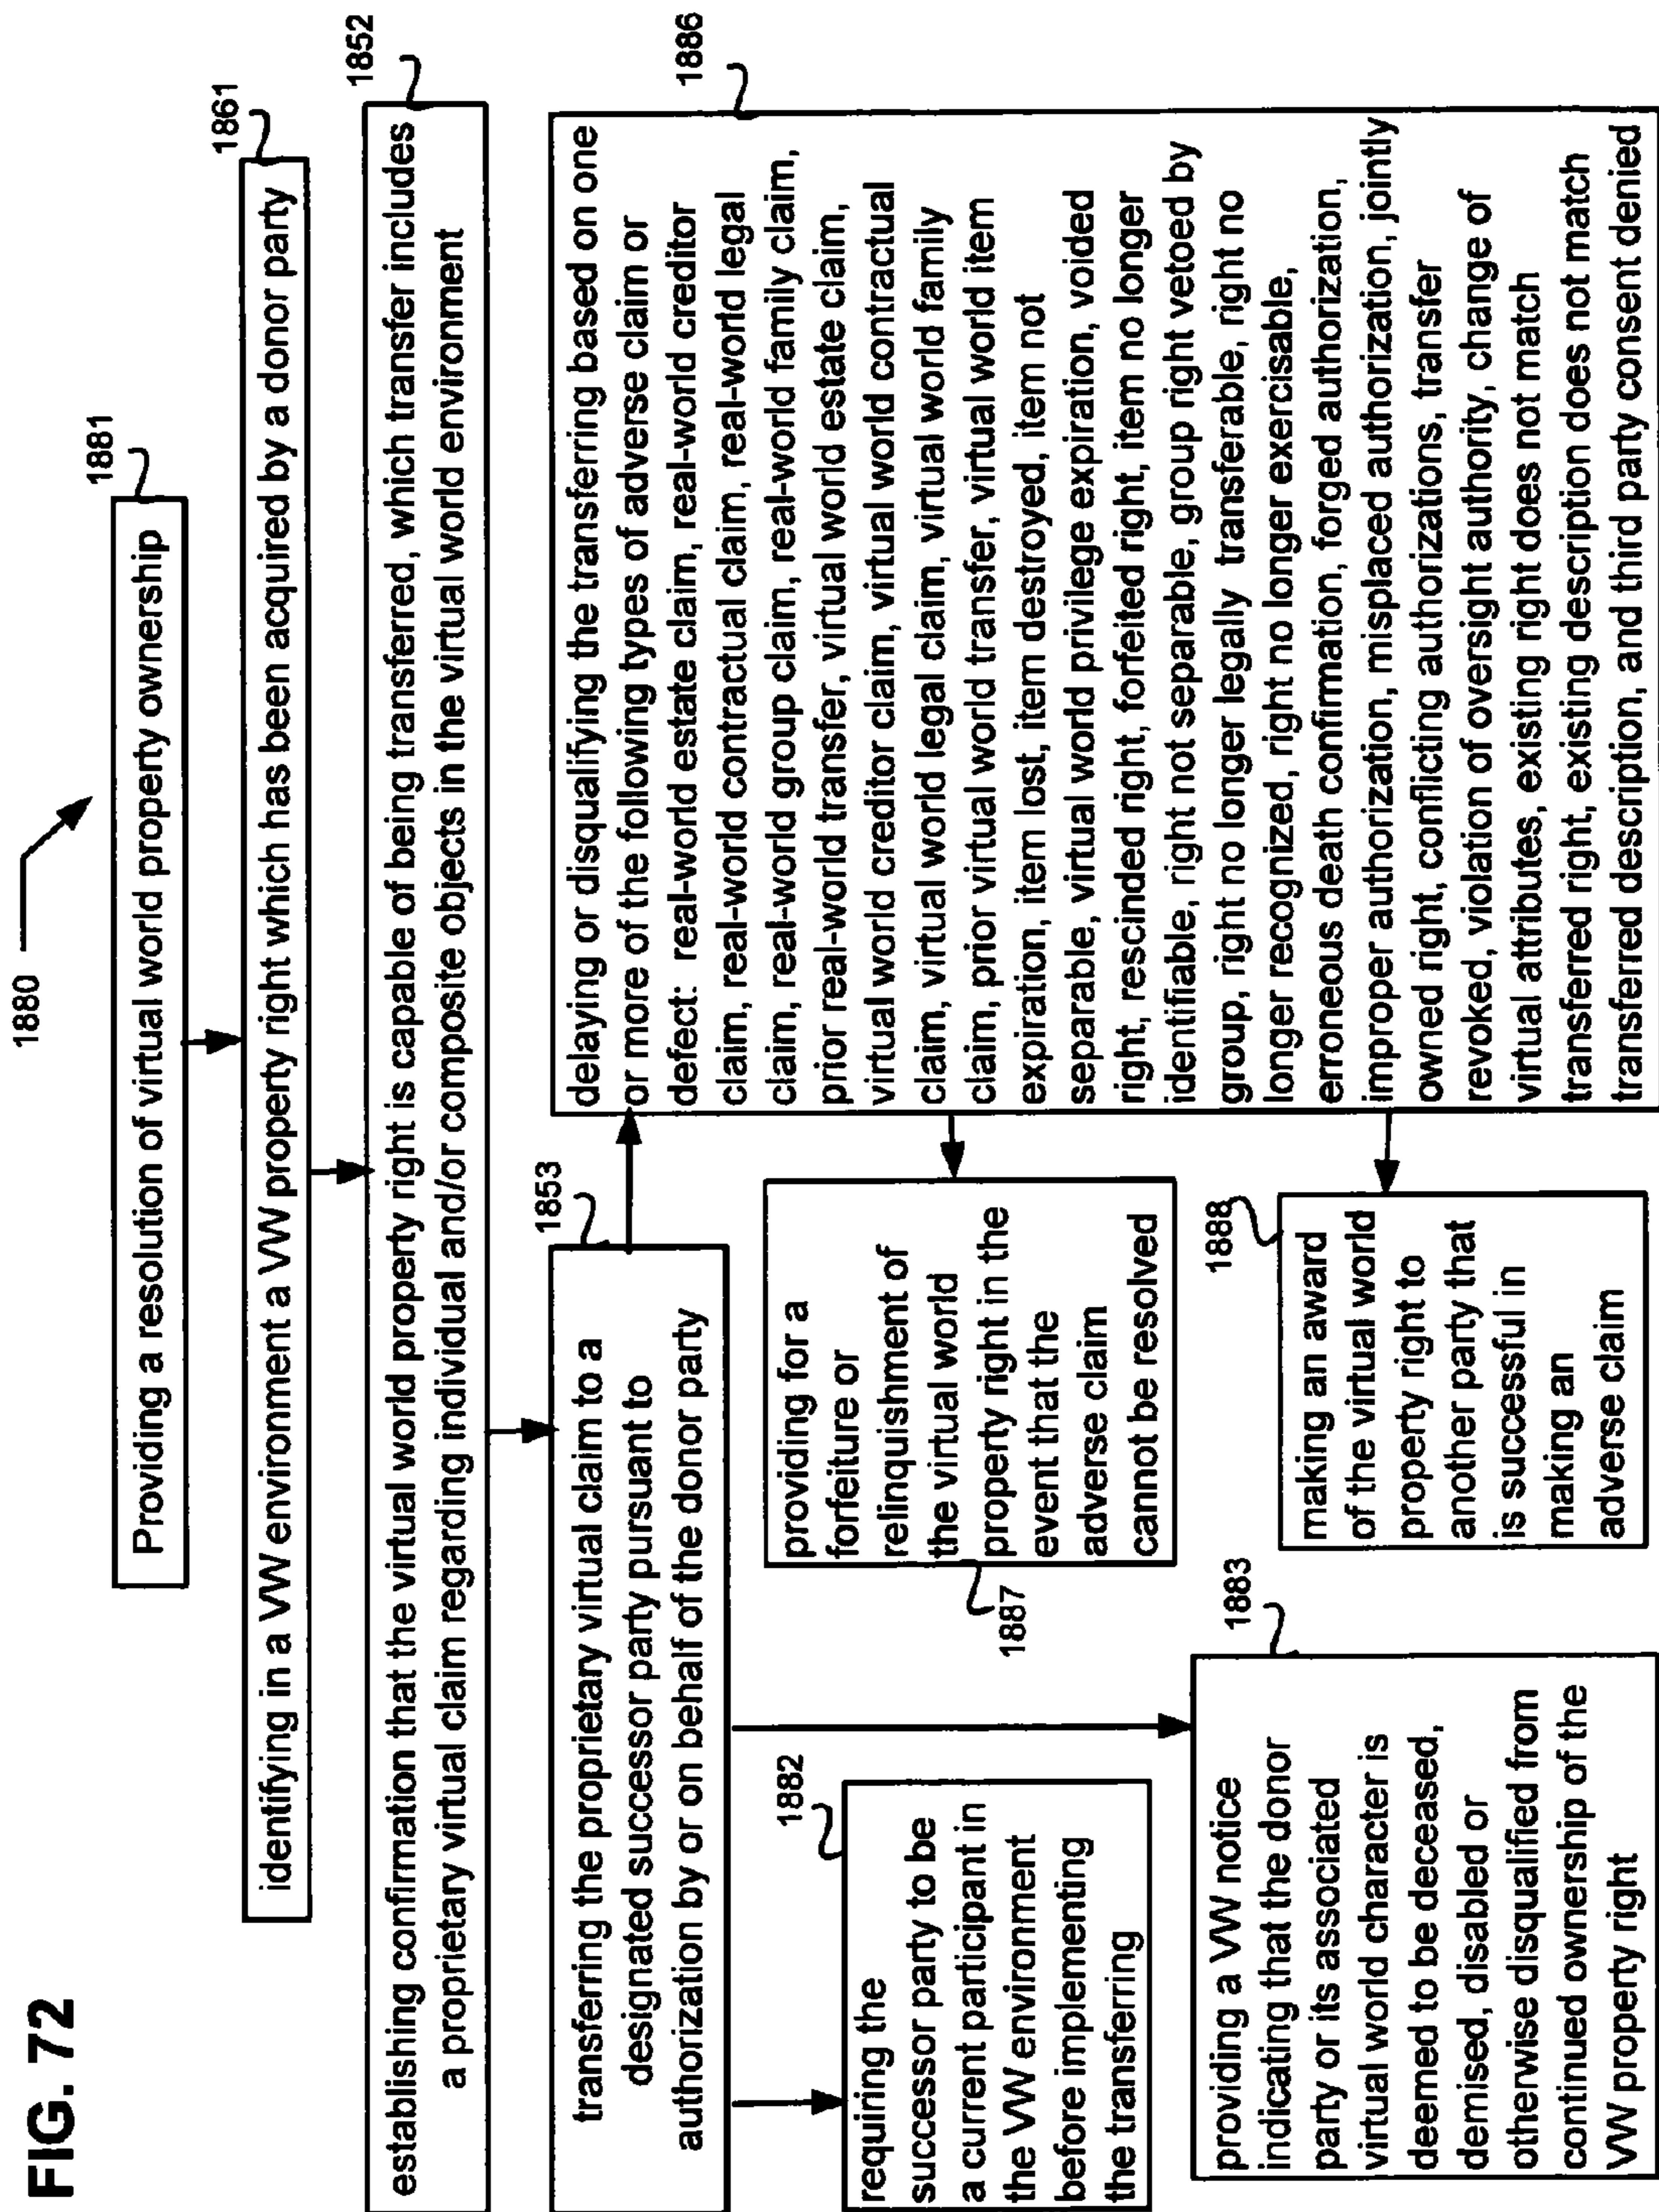 FIG. 72
1880
1881
Providing a resolution of virtual world property ownership
1861
identifying in a VW environment a VW property right which has been acquired by a donor party
1852
establishing confirmation that the virtual world property right is capable of being transferred, which transfer includes
a proprietary virtual claim regarding individual and/or composite objects in the virtual world environment
1853
transferring the proprietary virtual claim to a
designated successor party pursuant to
authorization by or on behalf of the donor party
1886
delaying or disqualifying the transferring based on one
or more of the following types of adverse claim or
defect: real-world estate claim, real-world creditor
claim, real-world contractual claim, real-world legal
claim, real-world group claim, real-world family claim,
prior real-world transfer, virtual world estate claim,
virtual world creditor claim, virtual world contractual
claim, virtual world legal claim, virtual world family
claim, prior virtual world transfer, virtual world item
expiration, item lost, item destroyed, item not
separable, virtual world privilege expiration, voided
right, rescinded right, forfeited right, item no longer
identifiable, right not separable, group right vetoed by
group, right no longer legally transferable, right no
longer recognized, right no longer exercisable,
erroneous death confirmation, forged authorization,
improper authorization, misplaced authorization, jointly
owned right, conflicting authorizations, transfer
revoked, violation of oversight authority, change of
virtual attributes, existing right does not match
transferred right, existing description does not match
transferred description, and third party consent denied
1882
requiring the
successor party to be
a current participant in
the VW environment
before implementing
the transferring
1887
providing for a
forfeiture or
relinquishment of
the virtual world
property right in the
event that the
adverse claim
cannot be resolved
1883
providing a VW notice
indicating that the donor
party or its associated
virtual world character is
deemed to be deceased,
demised, disabled or
otherwise disqualified from
continued ownership of the
VW property right
1888
making an award
of the virtual world
property right to
another party that
is successful in
making an
adverse claim